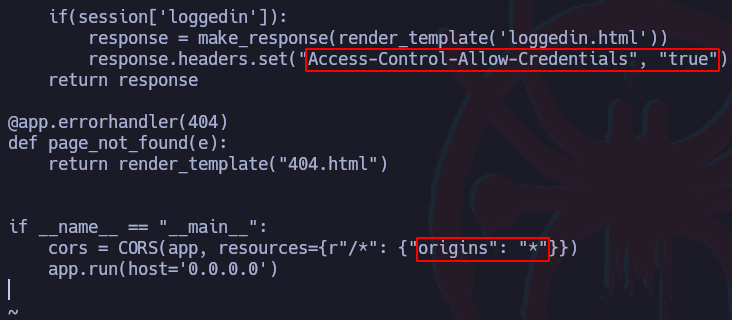 if(session['loggedin']):
        response = make_response(render_template('loggedin.html'))
        response.headers.set("Access-Control-Allow-Credentials", "true")
    return response

@app.errorhandler(404)
def page_not_found(e):
    return render_template("404.html")


if __name__ == "__main__":
    cors = CORS(app, resources={r"/*": {"origins": "*"}})
    app.run(host='0.0.0.0')

~